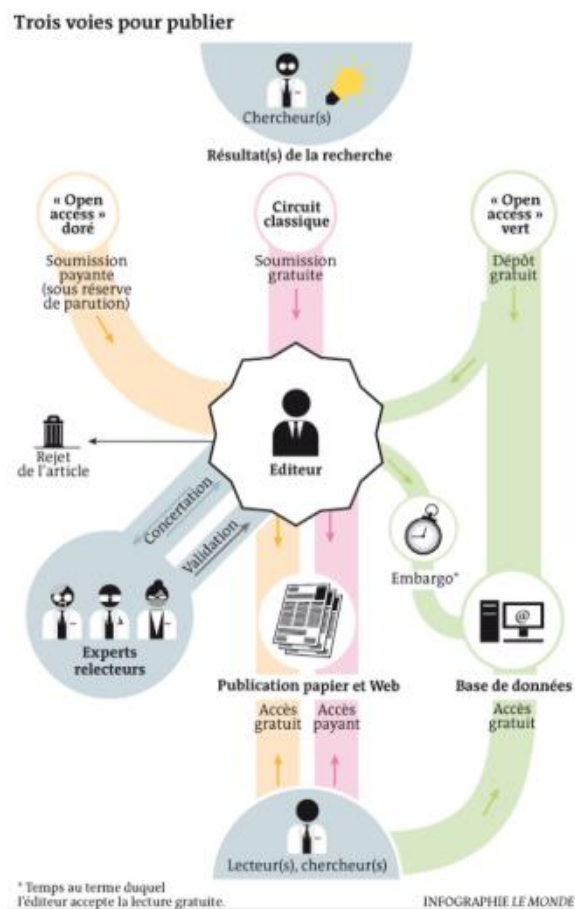 Trois voies pour publier
Chercheur(s)
Résultat(s) de la recherche
« Open
access »
doré
Soumission
payante
(sous réserve
de parution)
Circuit
classique
Soumission
gratuite
« Open
access »
vert
Dépôt
gratuit
Editeur
Rejet
de l'article
Concertation
Validation
Experts
relecteurs
Embargo*
@
Publication papier et Web
Base de données
Accès
gratuit
Accès
payant
Accès
gratuit
Lecteur(s), chercheur(s)
* Temps au terme duquel
l'éditeur accepte la lecture gratuite.
INFOGRAPHIE LE MONDE